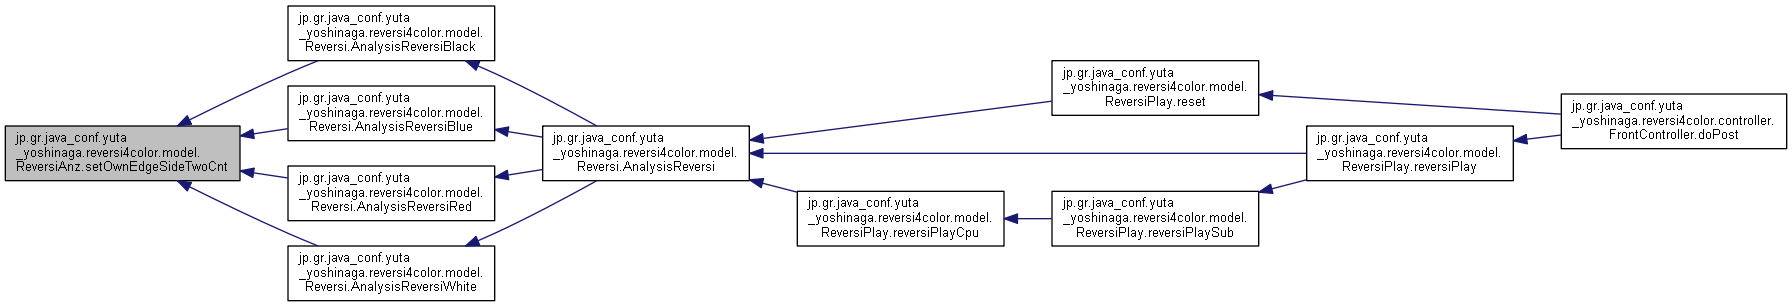 jp.gr.java_conf.yuta
_yoshinaga.reversi4color.model.
ReversiAnz.setOwnEdgeSideTwoCnt
jp.gr.java_conf.yuta
_yoshinaga.reversi4color.model.
Reversi.AnalysisReversiBlack
jp.gr.java_conf.yuta
_yoshinaga.reversi4color.model.
Reversi.AnalysisReversiBlue
jp.gr.java_conf.yuta
_yoshinaga.reversi4color.model.
Reversi.AnalysisReversiRed
jp.gr.java_conf.yuta
_yoshinaga.reversi4color.model.
Reversi.AnalysisReversiWhite
jp.gr.java_conf.yuta
_yoshinaga.reversi4color.model.
Reversi.AnalysisReversi
jp.gr.java_conf.yuta
_yoshinaga.reversi4color.model.
ReversiPlay.reversiPlayCpu
jp.gr.java_conf.yuta
_yoshinaga.reversi4color.model.
ReversiPlay.reset
jp.gr.java_conf.yuta
_yoshinaga.reversi4color.model.
ReversiPlay.reversiPlaySub
jp.gr.java_conf.yuta
_yoshinaga.reversi4color.model.
ReversiPlay.reversiPlay
jp.gr.java_conf.yuta
_yoshinaga.reversi4color.controller.
FrontController.doPost